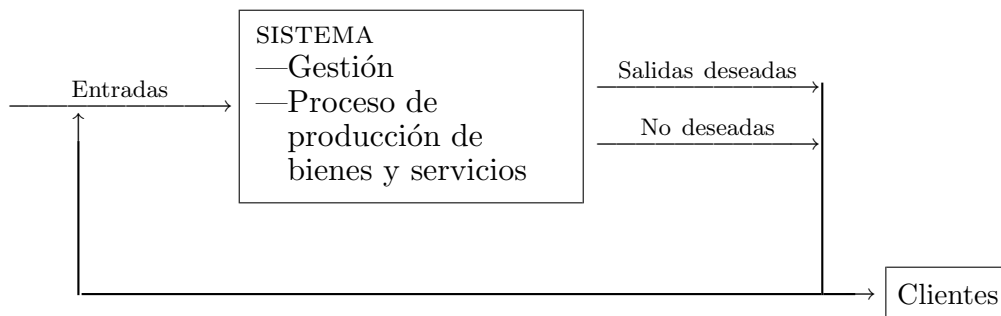 SISTEMA
—Gestión
Entradas
Salidas deseadas
—Proceso de
producción de
No deseadas
bienes y servicios
Clientes